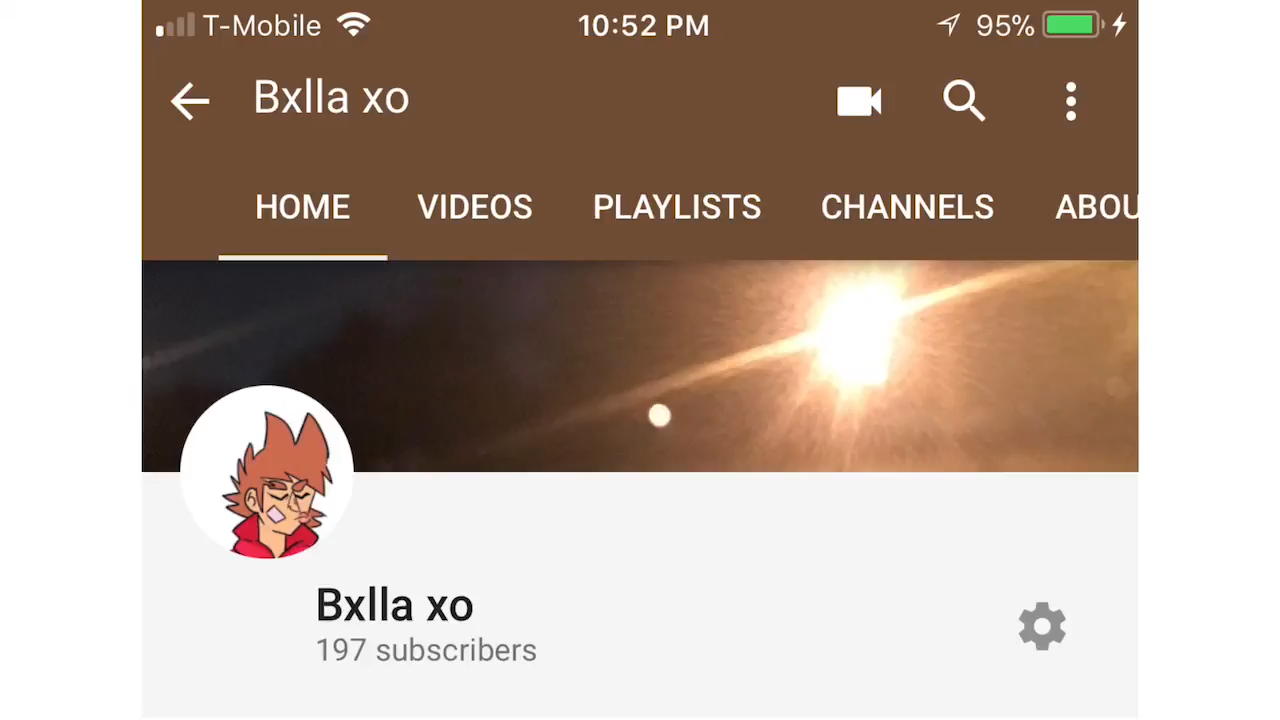 T-Mobile 10:52 PM 95%
Bxlla xo
HOME VIDEOS PLAYLISTS CHANNELS ABOU
Bxlla xo
197 subscribers